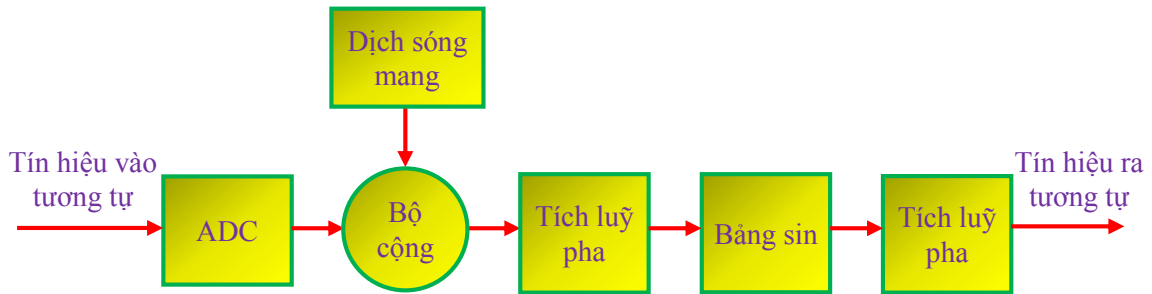 Dịch sóng
mang
Tín hiệu vào
tương tự
ADC
Bộ
cộng
Tích luỹ
pha
Bảng sin
Tích luỹ
pha
Tín hiệu ra
tương tự